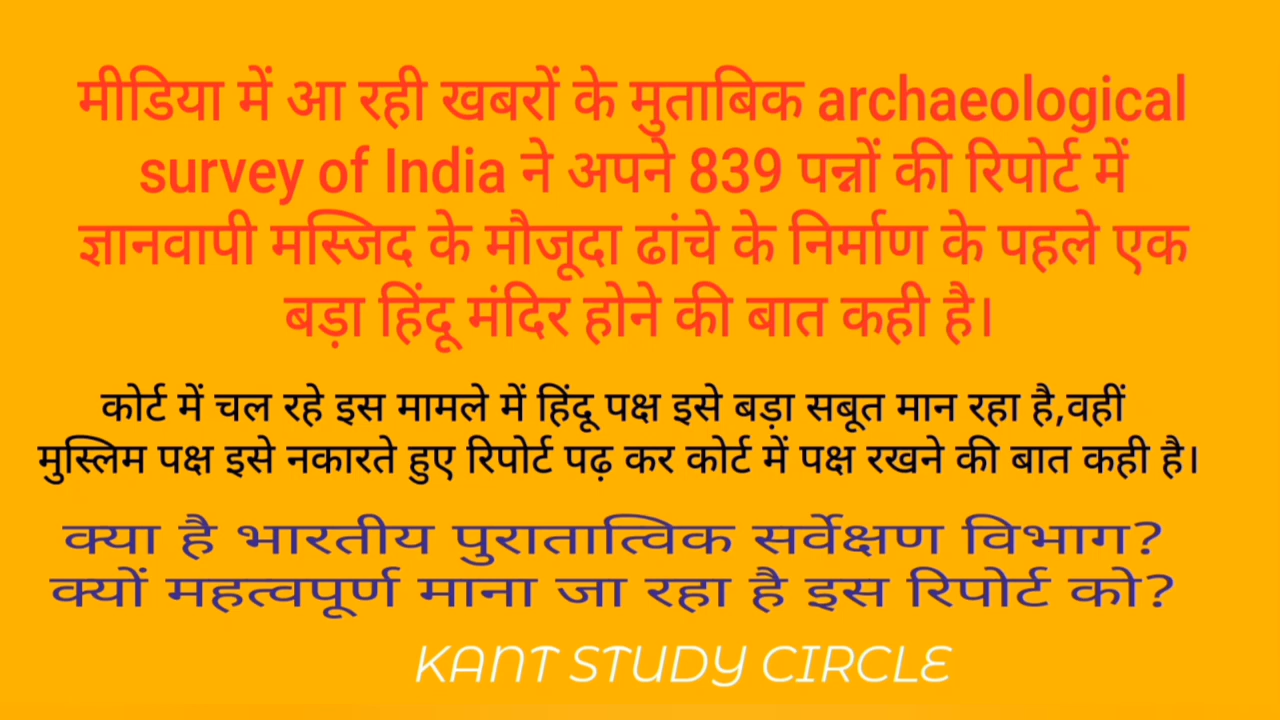 मीडिया में आ रही खबरों के मुताबिक archaeological
survey of India ने अपने 839 पन्नों की रिपोर्ट में
ज्ञानवापी मस्जिद के मौजूदा ढांचे के निर्माण के पहले एक
बड़ा हिंदू मंदिर होने की बात कही है।
कोर्ट में चल रहे इस मामले में हिंदू पक्ष इसे बड़ा सबूत मान रहा है,वहीं
मुस्लिम पक्ष इसे नकारते हुए रिपोर्ट पढ़ कर कोर्ट में पक्ष रखने की बात कही है।
क्या है भारतीय पुरातात्विक सर्वेक्षण विभाग?
क्यों महत्वपूर्ण माना जा रहा है इस रिपोर्ट को?
KANT STUDY CIRCLE